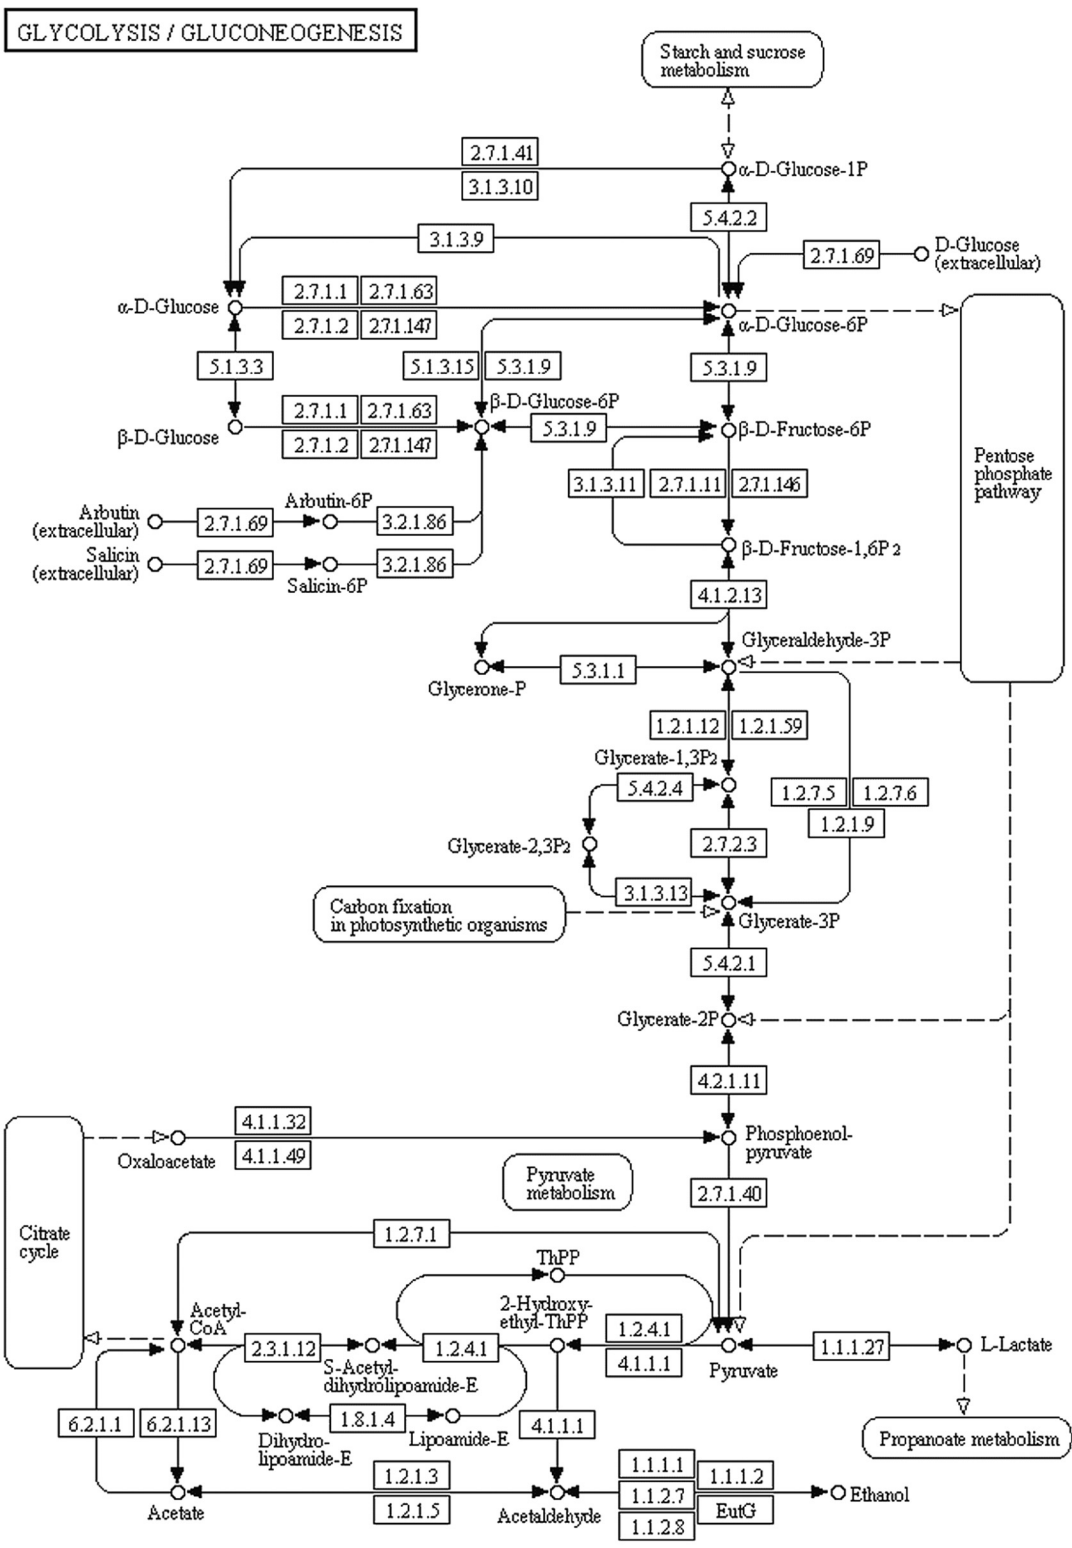 GLYCOLYSIS / GLUCONEOGENESIS
Starch and sucrose
metabolism
2.7.1.41
α-D-Glucose-1P
3.1.3.10
5.4.2.2
3.1.3.9
2.7.1.69
D-Glucose
(extracellular)
α-D-Glucose
2.7.1.1
2.7.1.63
2.7.1.2
2.7.1.147
α-D-Glucose-6P
5.1.3.3
5.1.3.15
5.3.1.9
5.3.1.9
β-D-Glucose
2.7.1.1
2.7.1.63
2.7.1.2
2.7.1.147
β-D-Glucose-6P
5.3.1.9
β-D-Fructose-6P
Pentose
phosphate
pathway
3.1.3.11
2.7.1.11
2.7.1.146
Arbutin
(extracellular)
2.7.1.69
Arbutin-6P
3.2.1.86
Salicin
(extracellular)
2.7.1.69
Salicin-6P
3.2.1.86
β-D-Fructose-1,6P2
4.1.2.13
Glyceraldehyde-3P
5.3.1.1
Glycerone-P
1.2.1.12
1.2.1.59
Glycerate-1,3P2
5.4.2.4
1.2.7.5
1.2.7.6
1.2.1.9
Glycerate-2,3P2
2.7.2.3
3.1.3.13
Carbon fixation
in photosynthetic organisms
Glycerate-3P
5.4.2.1
Glycerate-2P
4.2.1.11
4.1.1.32
Oxaloacetate
4.1.1.49
Phosphoenol-
pyruvate
Pyruvate
metabolism
2.7.1.40
Citrate
cycle
1.2.7.1
ThPP
Acetyl-
CoA
2-Hydroxy-
ethyl-ThPP
1.2.4.1
2.3.1.12
1.2.4.1
4.1.1.1
Pyruvate
1.1.1.27
L-Lactate
S-Acetyl-
dihydrolipoamide-E
6.2.1.1
6.2.1.13
1.8.1.4
4.1.1.1
Dihydro-
lipoamide-E
Lipoamide-E
Propanoate metabolism
Acetate
1.2.1.3
1.2.1.5
Acetaldehyde
1.1.1.1
1.1.1.2
1.1.2.7
EutG
1.1.2.8
Ethanol